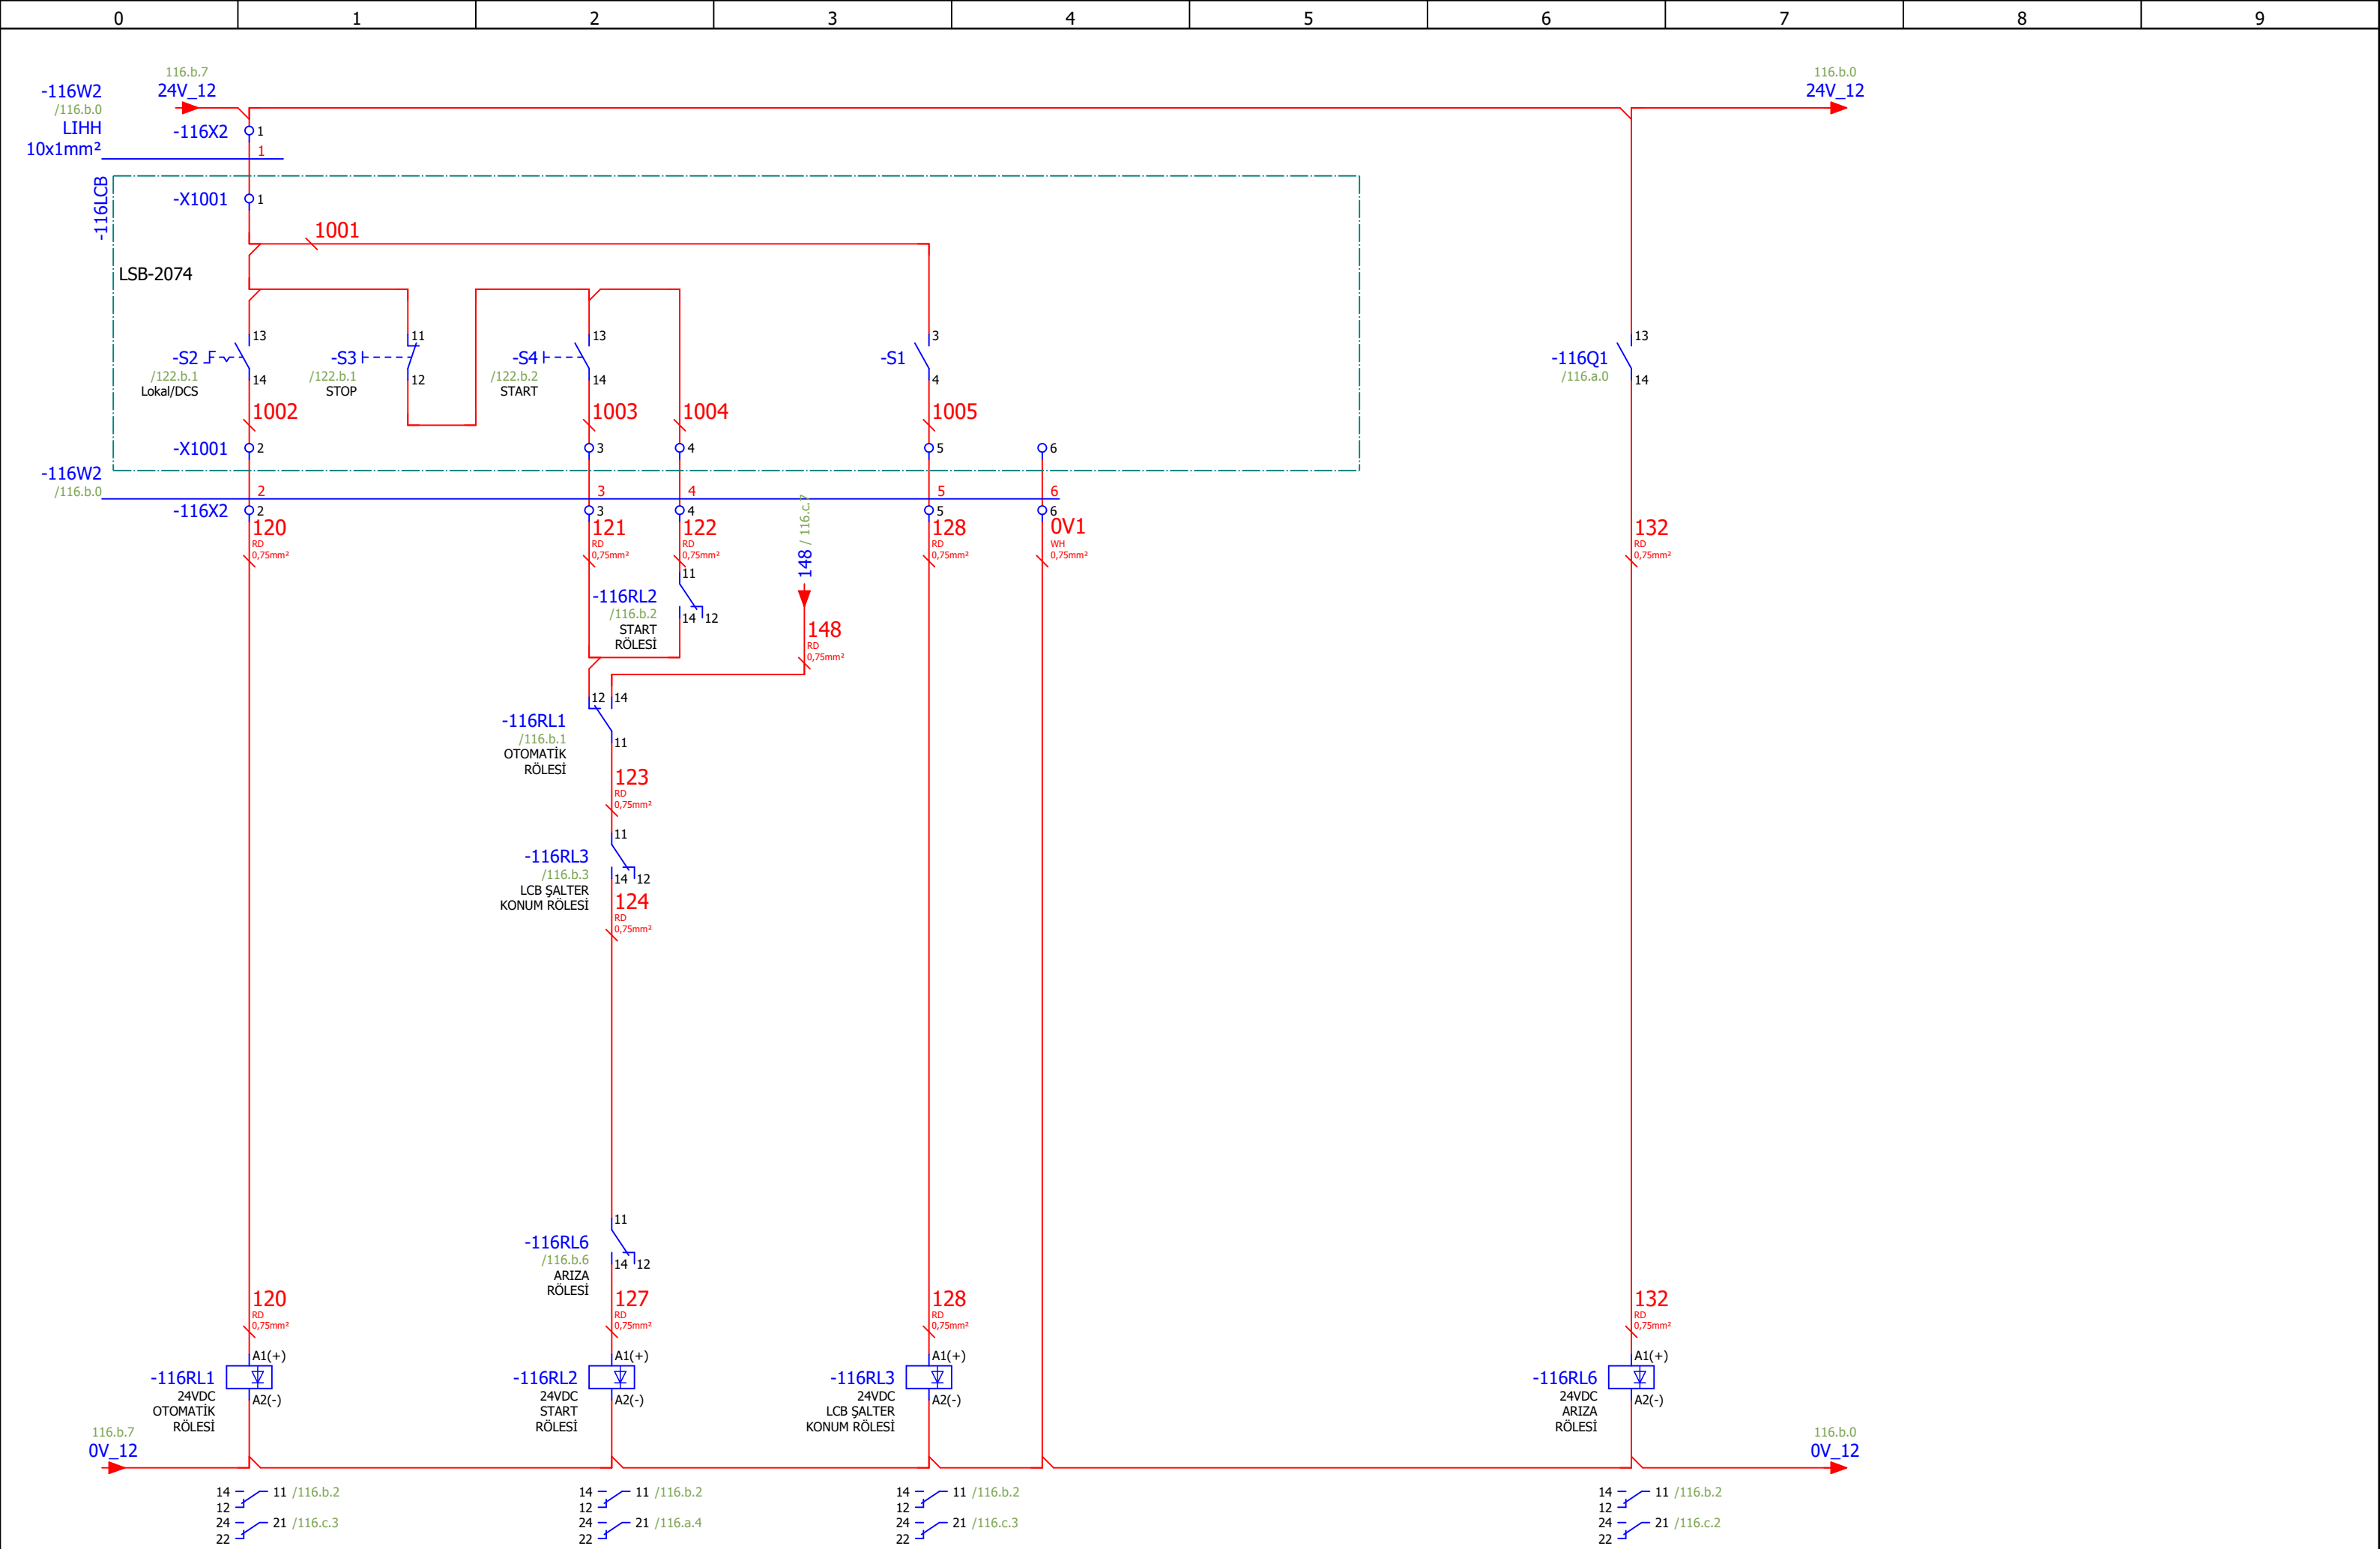 0 1 2 3 4 5 6 7 8 9
116.b.7
24V_12
116.b.0
24V_12
-116W2
/116.b.0
LIHH
10x1mm²
-116X2 1
1
-116LCB
-X1001 1
1001
LSB-2074
-S2 13
/122.b.1 14
Lokal/DCS
-S3 11
/122.b.1 12
STOP
-S4 13
/122.b.2 14
START
-S1 3
4
-116Q1 13
/116.a.0 14
1002 1003 1004 1005
-X1001 2 3 4 5 6
-116W2
/116.b.0 2 3 4 5 6
-116X2 2 3 4 5 6
120
RD
0,75mm²
121
RD
0,75mm²
122
RD
0,75mm²
148 / 116.c.7
128
RD
0,75mm²
0V1
WH
0,75mm²
132
RD
0,75mm²
11
-116RL2
/116.b.2 14 12
START
RÖLESİ
148
RD
0,75mm²
12 14
-116RL1
/116.b.1 11
OTOMATİK
RÖLESİ
123
RD
0,75mm²
11
-116RL3
/116.b.3 14 12
LCB ŞALTER
KONUM RÖLESİ
124
RD
0,75mm²
11
-116RL6
/116.b.6 14 12
ARIZA
RÖLESİ
120
RD
0,75mm²
127
RD
0,75mm²
128
RD
0,75mm²
132
RD
0,75mm²
A1(+)
-116RL1
24VDC A2(-)
OTOMATİK
RÖLESİ
A1(+)
-116RL2
24VDC A2(-)
START
RÖLESİ
A1(+)
-116RL3
24VDC A2(-)
LCB ŞALTER
KONUM RÖLESİ
A1(+)
-116RL6
24VDC A2(-)
ARIZA
RÖLESİ
116.b.7
0V_12
116.b.0
0V_12
14 11 /116.b.2
12
24 21 /116.c.3
22
14 11 /116.b.2
12
24 21 /116.a.4
22
14 11 /116.b.2
12
24 21 /116.c.3
22
14 11 /116.b.2
12
24 21 /116.c.2
22